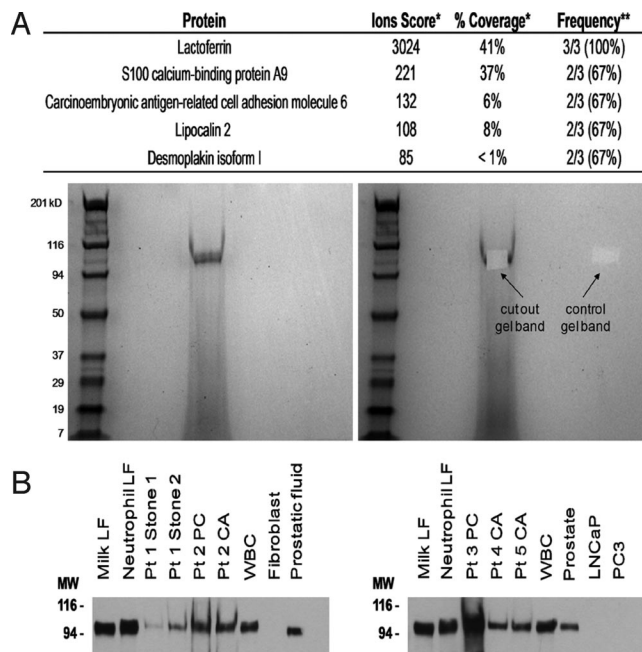 A
Protein Ions Score* % Coverage* Frequency**
Lactoferrin 3024 41% 3/3 (100%)
S100 calcium-binding protein A9 221 37% 2/3 (67%)
Carcinoembryonic antigen-related cell adhesion molecule 6 132 6% 2/3 (67%)
Lipocalin 2 108 8% 2/3 (67%)
Desmoplakin isoform I 85 < 1% 2/3 (67%)
201 kD
116
94
50
37
29
19
7
cut out
gel band
control
gel band
B
Milk LF
Neutrophil LF
Pt 1 Stone 1
Pt 1 Stone 2
Pt 2 PC
Pt 2 CA
WBC
Fibroblast
Prostatic fluid
MW
116 -
94 -
Milk LF
Neutrophil LF
Pt 3 PC
Pt 4 CA
Pt 5 CA
WBC
Prostate
LNCaP
PC3
MW
116 -
94 -